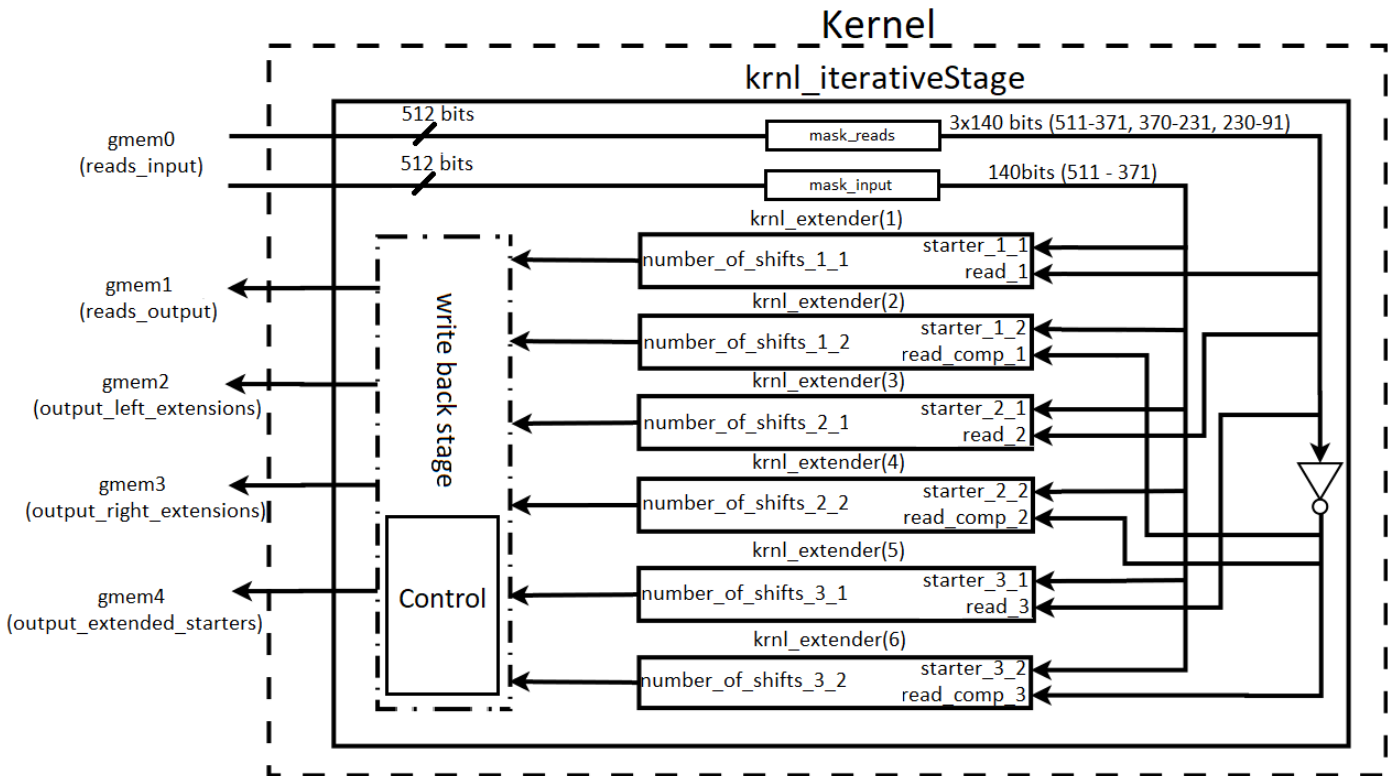 Kernel
krnl_iterativeStage
gmem0
(reads_input)
512 bits
mask_reads
3x140 bits (511-371, 370-231, 230-91)
512 bits
mask_input
140bits (511 - 371)
krnl_extender(1)
number_of_shifts_1_1
starter_1_1
read_1
krnl_extender(2)
number_of_shifts_1_2
starter_1_2
read_comp_1
krnl_extender(3)
number_of_shifts_2_1
starter_2_1
read_2
krnl_extender(4)
number_of_shifts_2_2
starter_2_2
read_comp_2
krnl_extender(5)
number_of_shifts_3_1
starter_3_1
read_3
krnl_extender(6)
number_of_shifts_3_2
starter_3_2
read_comp_3
write back stage
Control
gmem1
(reads_output)
gmem2
(output_left_extensions)
gmem3
(output_right_extensions)
gmem4
(output_extended_starters)